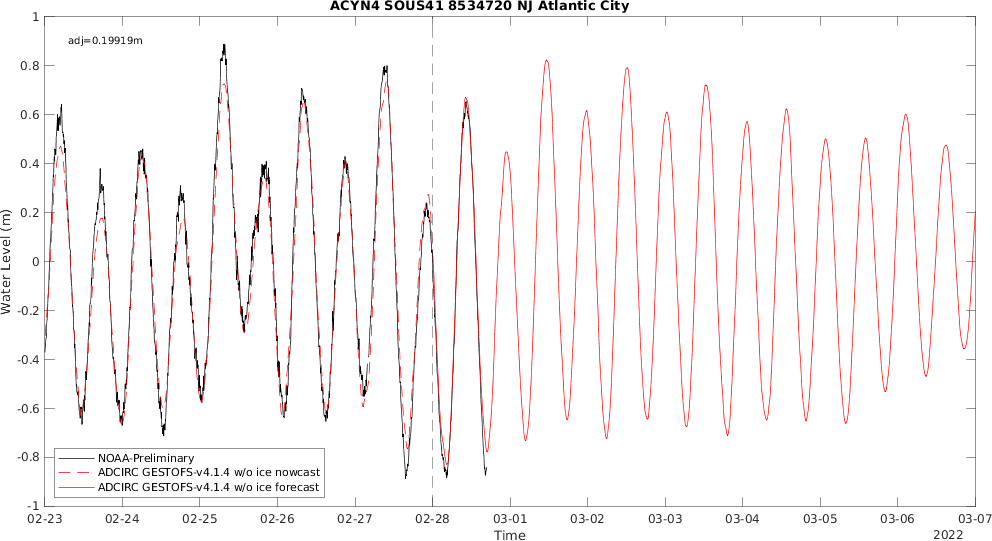 ACYN4 SOUS41 8534720 NJ Atlantic City
adj=0.19919m
1
0.8
0.6
0.4
0.2
0
-0.2
-0.4
-0.6
-0.8
-1
Water Level (m)
NOAA-Preliminary
ADCIRC GESTOFS-v4.1.4 w/o ice nowcast
ADCIRC GESTOFS-v4.1.4 w/o ice forecast
02-23 02-24 02-25 02-26 02-27 02-28 03-01 03-02 03-03 03-04 03-05 03-06 03-07
Time
2022